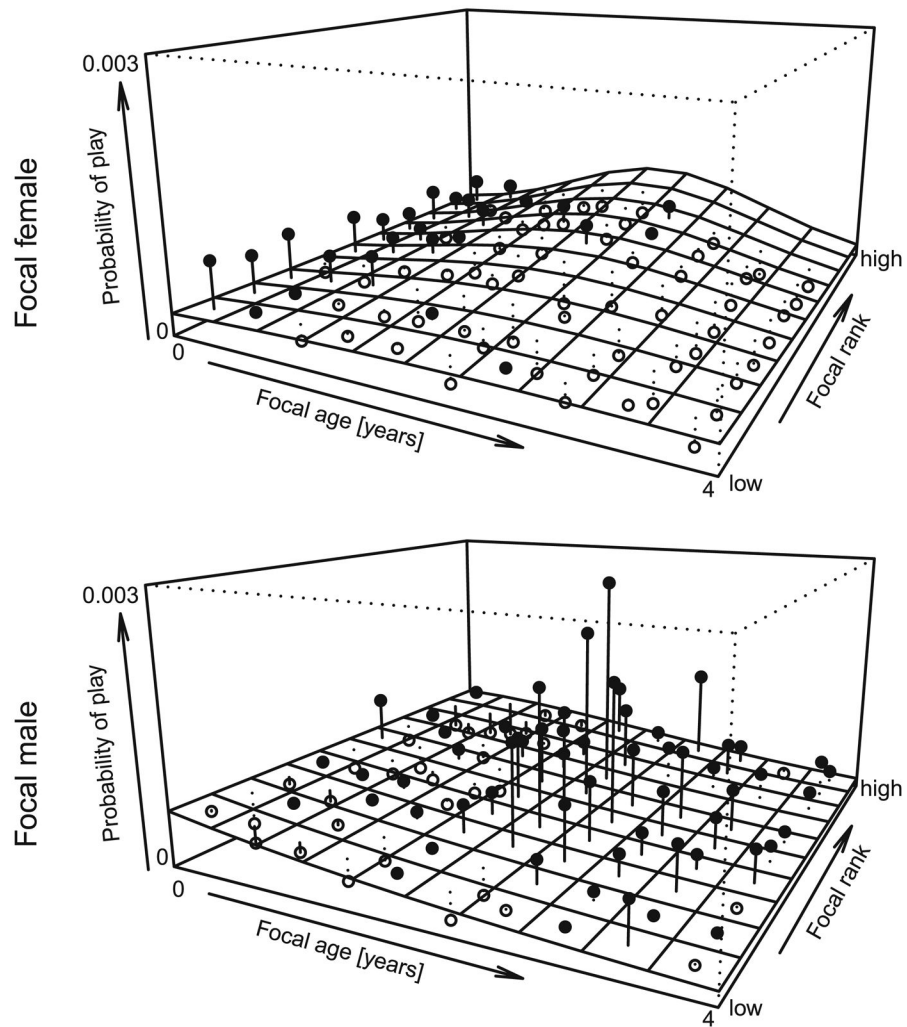 Focal female
0.003
Probability of play
0
0
Focal age [years]
4
low
Focal rank
high
Focal male
0.003
Probability of play
0
0
Focal age [years]
4
low
Focal rank
high